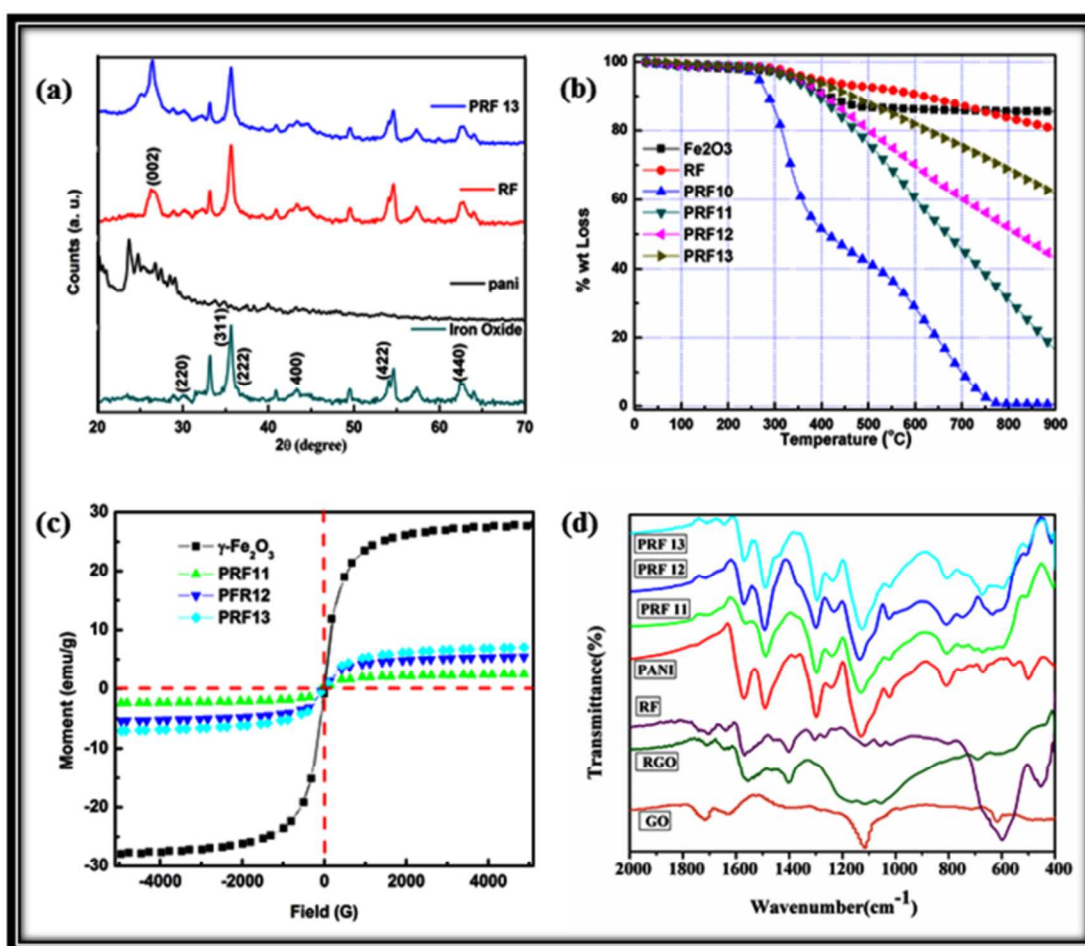 (a)
PRF 13
(002)
RF
pani
(311)
Iron Oxide
(220)
(222)
400)
(422)
(440)
Counts (a. u.)
20 30 40 50 60 70
2θ (degree)
(b)
100
80
60
40
20
0
% wt Loss
Fe2O3
RF
PRF10
PRF11
PRF12
PRF13
0 100 200 300 400 500 600 700 800 900
Temperature (°C)
(c)
30
20
10
0
-10
-20
-30
Moment (emu/g)
γ-Fe₂O₃
PRF11
PFR12
PRF13
-4000 -2000 0 2000 4000
Field (G)
(d)
PRF 13
PRF 12
PRF 11
PANI
RF
RGO
GO
Transmittance(%)
2000 1800 1600 1400 1200 1000 800 600 400
Wavenumber(cm⁻¹)